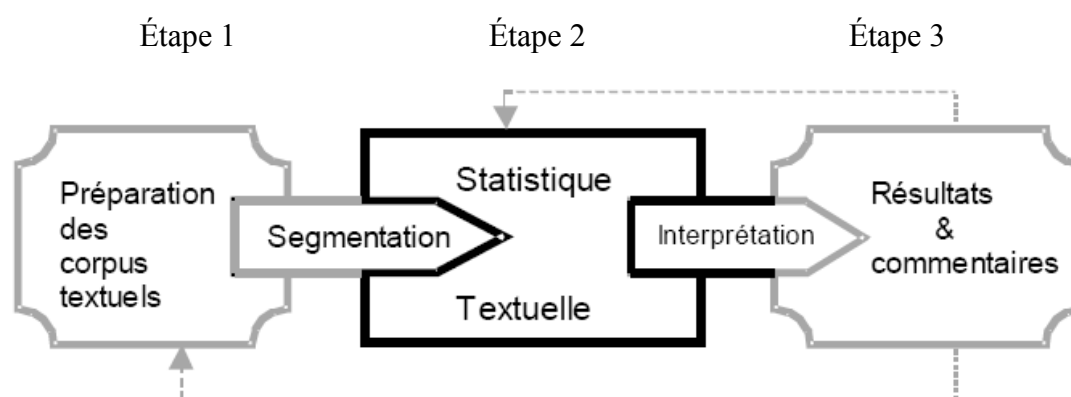 Étape 1
Étape 2
Étape 3
Préparation
des
corpus
textuels
Segmentation
Statistique
Textuelle
Interprétation
Résultats
&
commentaires